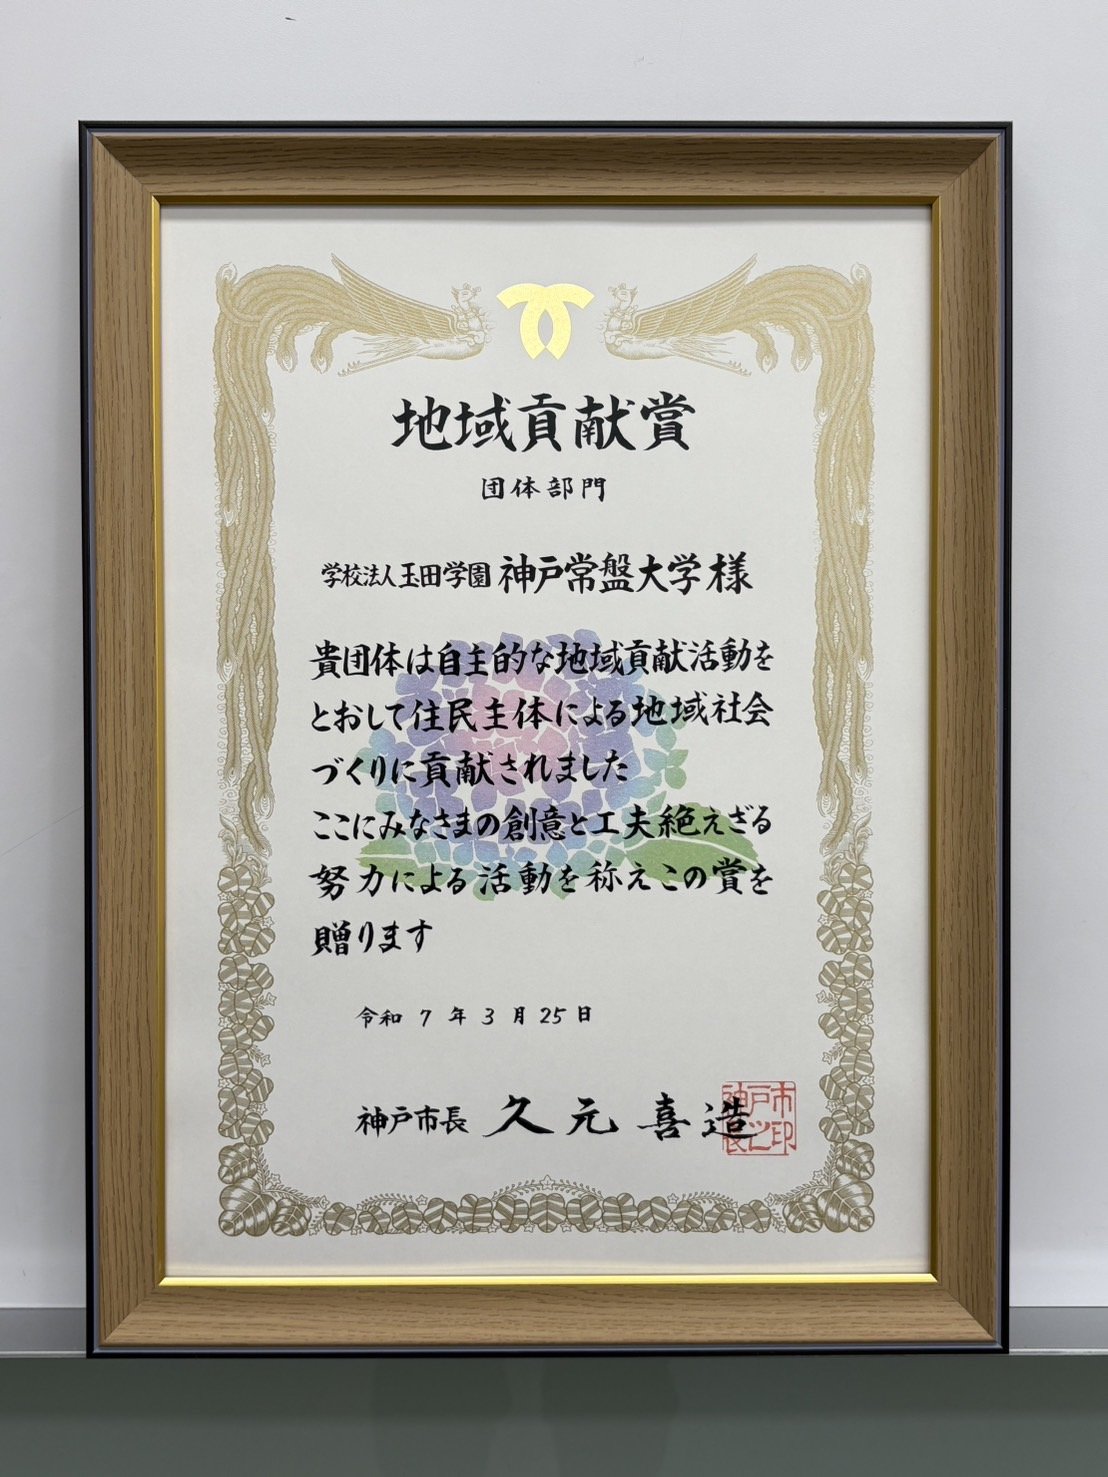 地域貢献賞
団体部門
学校法人玉田学園 神戸常盤大学様
貴団体は自主的な地域貢献活動を
とおして住民主体による地域社会
づくりに貢献されました
ここにみなさまの創意と工夫絶えざる
努力による活動を称えこの賞を
贈ります
令和 7 年 3 月 25 日
神戸市長 久元喜造
神戸市長之印